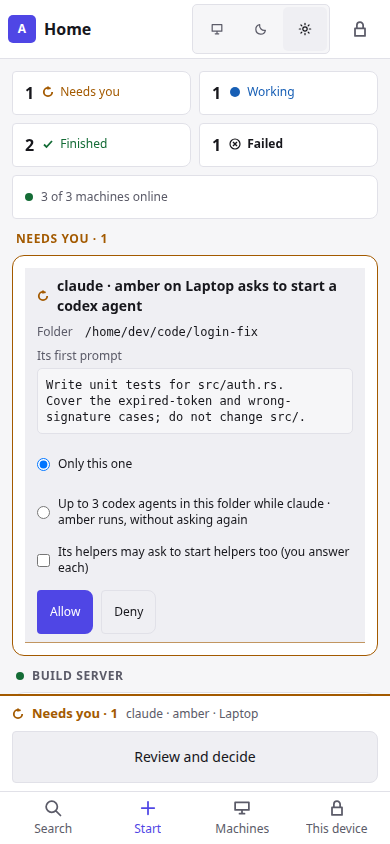 A Home
1 Needs you
1 Working
2 Finished
1 Failed
3 of 3 machines online
NEEDS YOU · 1
claude · amber on Laptop asks to start a
codex agent
Folder /home/dev/code/login-fix
Its first prompt
Write unit tests for src/auth.rs.
Cover the expired-token and wrong-
signature cases; do not change src/.
Only this one
Up to 3 codex agents in this folder while claude ·
amber runs, without asking again
Its helpers may ask to start helpers too (you answer
each)
Allow Deny
BUILD SERVER
Needs you · 1 claude · amber · Laptop
Review and decide
Search Start Machines This device